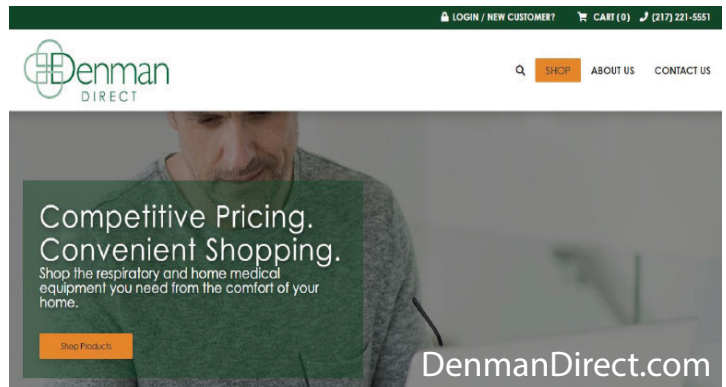 LOGIN / NEW CUSTOMER? CART (0) (217) 221-5551
Denman
DIRECT
SHOP ABOUT US CONTACT US
Competitive Pricing.
Convenient Shopping.
Shop the respiratory and home medical
equipment you need from the comfort of your
home.
Shop Products
DenmanDirect.com